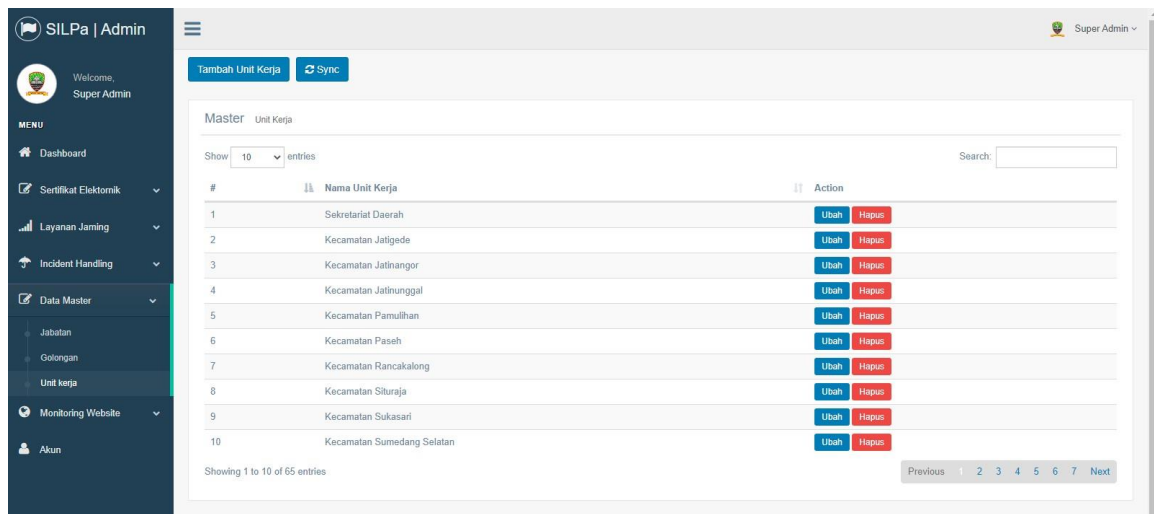 SILPa | Admin
Super Admin
Welcome,
Super Admin
MENU
Dashboard
Sertifikat Elektornik
Layanan Jaming
Incident Handling
Data Master
Jabatan
Golongan
Unit kerja
Monitoring Website
Akun
Tambah Unit Kerja Sync
Master Unit Kerja
Show 10 entries Search:
# Nama Unit Kerja Action
1 Sekretariat Daerah Ubah Hapus
2 Kecamatan Jatigede Ubah Hapus
3 Kecamatan Jatinangor Ubah Hapus
4 Kecamatan Jatinunggal Ubah Hapus
5 Kecamatan Pamulihan Ubah Hapus
6 Kecamatan Paseh Ubah Hapus
7 Kecamatan Rancakalong Ubah Hapus
8 Kecamatan Situraja Ubah Hapus
9 Kecamatan Sukasari Ubah Hapus
10 Kecamatan Sumedang Selatan Ubah Hapus
Showing 1 to 10 of 65 entries Previous 1 2 3 4 5 6 7 Next